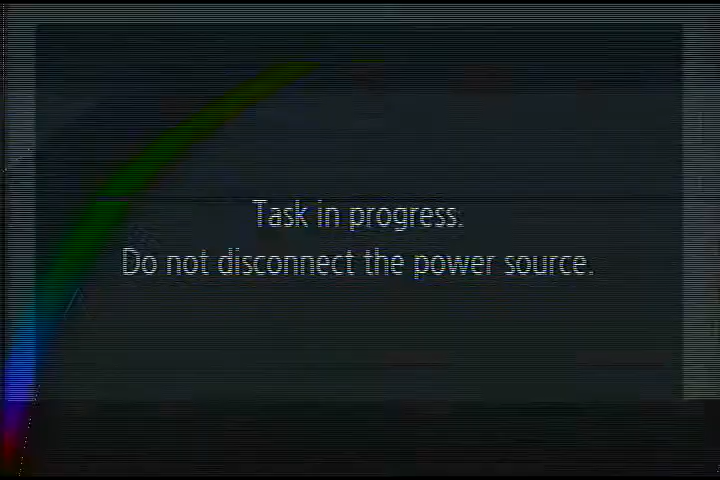 Task in progress.
Do not disconnect the power source.